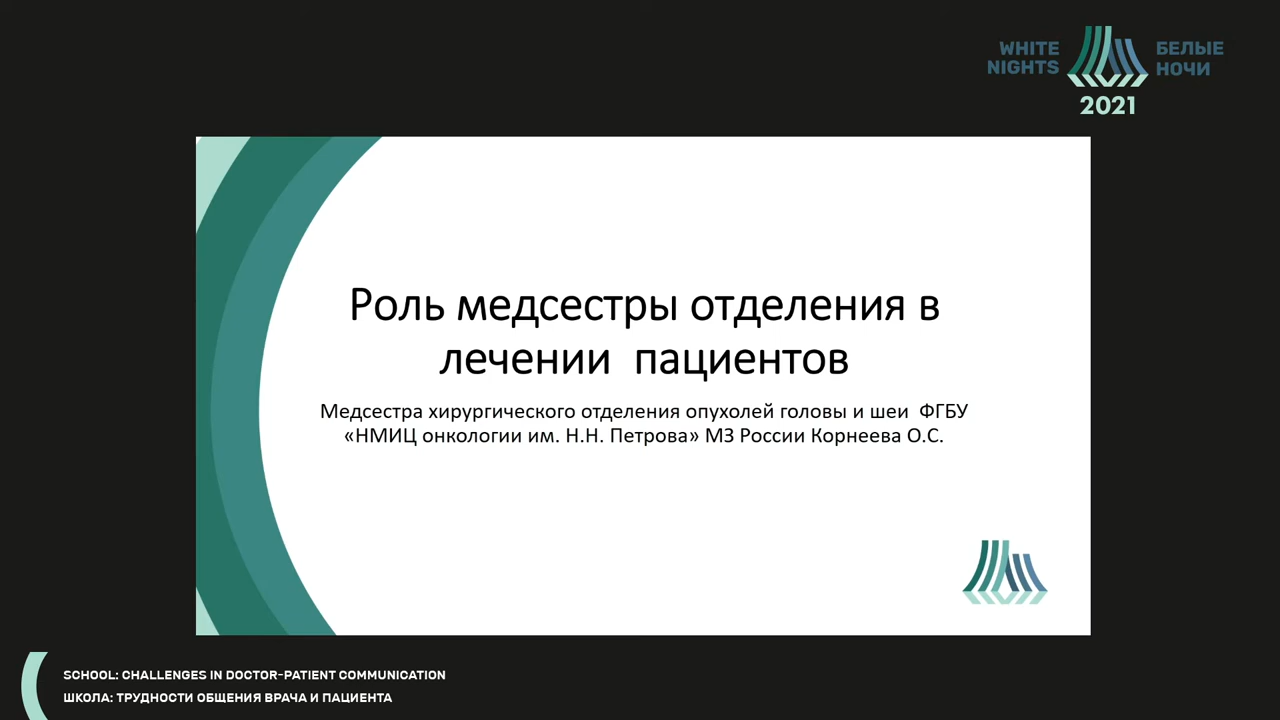 WHITE
NIGHTS
БЕЛЫЕ
НОЧИ
2021
Роль медсестры отделения в
лечении пациентов
Медсестра хирургического отделения опухолей головы и шеи ФГБУ
«НМИЦ онкологии им. Н.Н. Петрова» МЗ России Корнеева О.С.
SCHOOL: CHALLENGES IN DOCTOR-PATIENT COMMUNICATION
ШКОЛА: ТРУДНОСТИ ОБЩЕНИЯ ВРАЧА И ПАЦИЕНТА